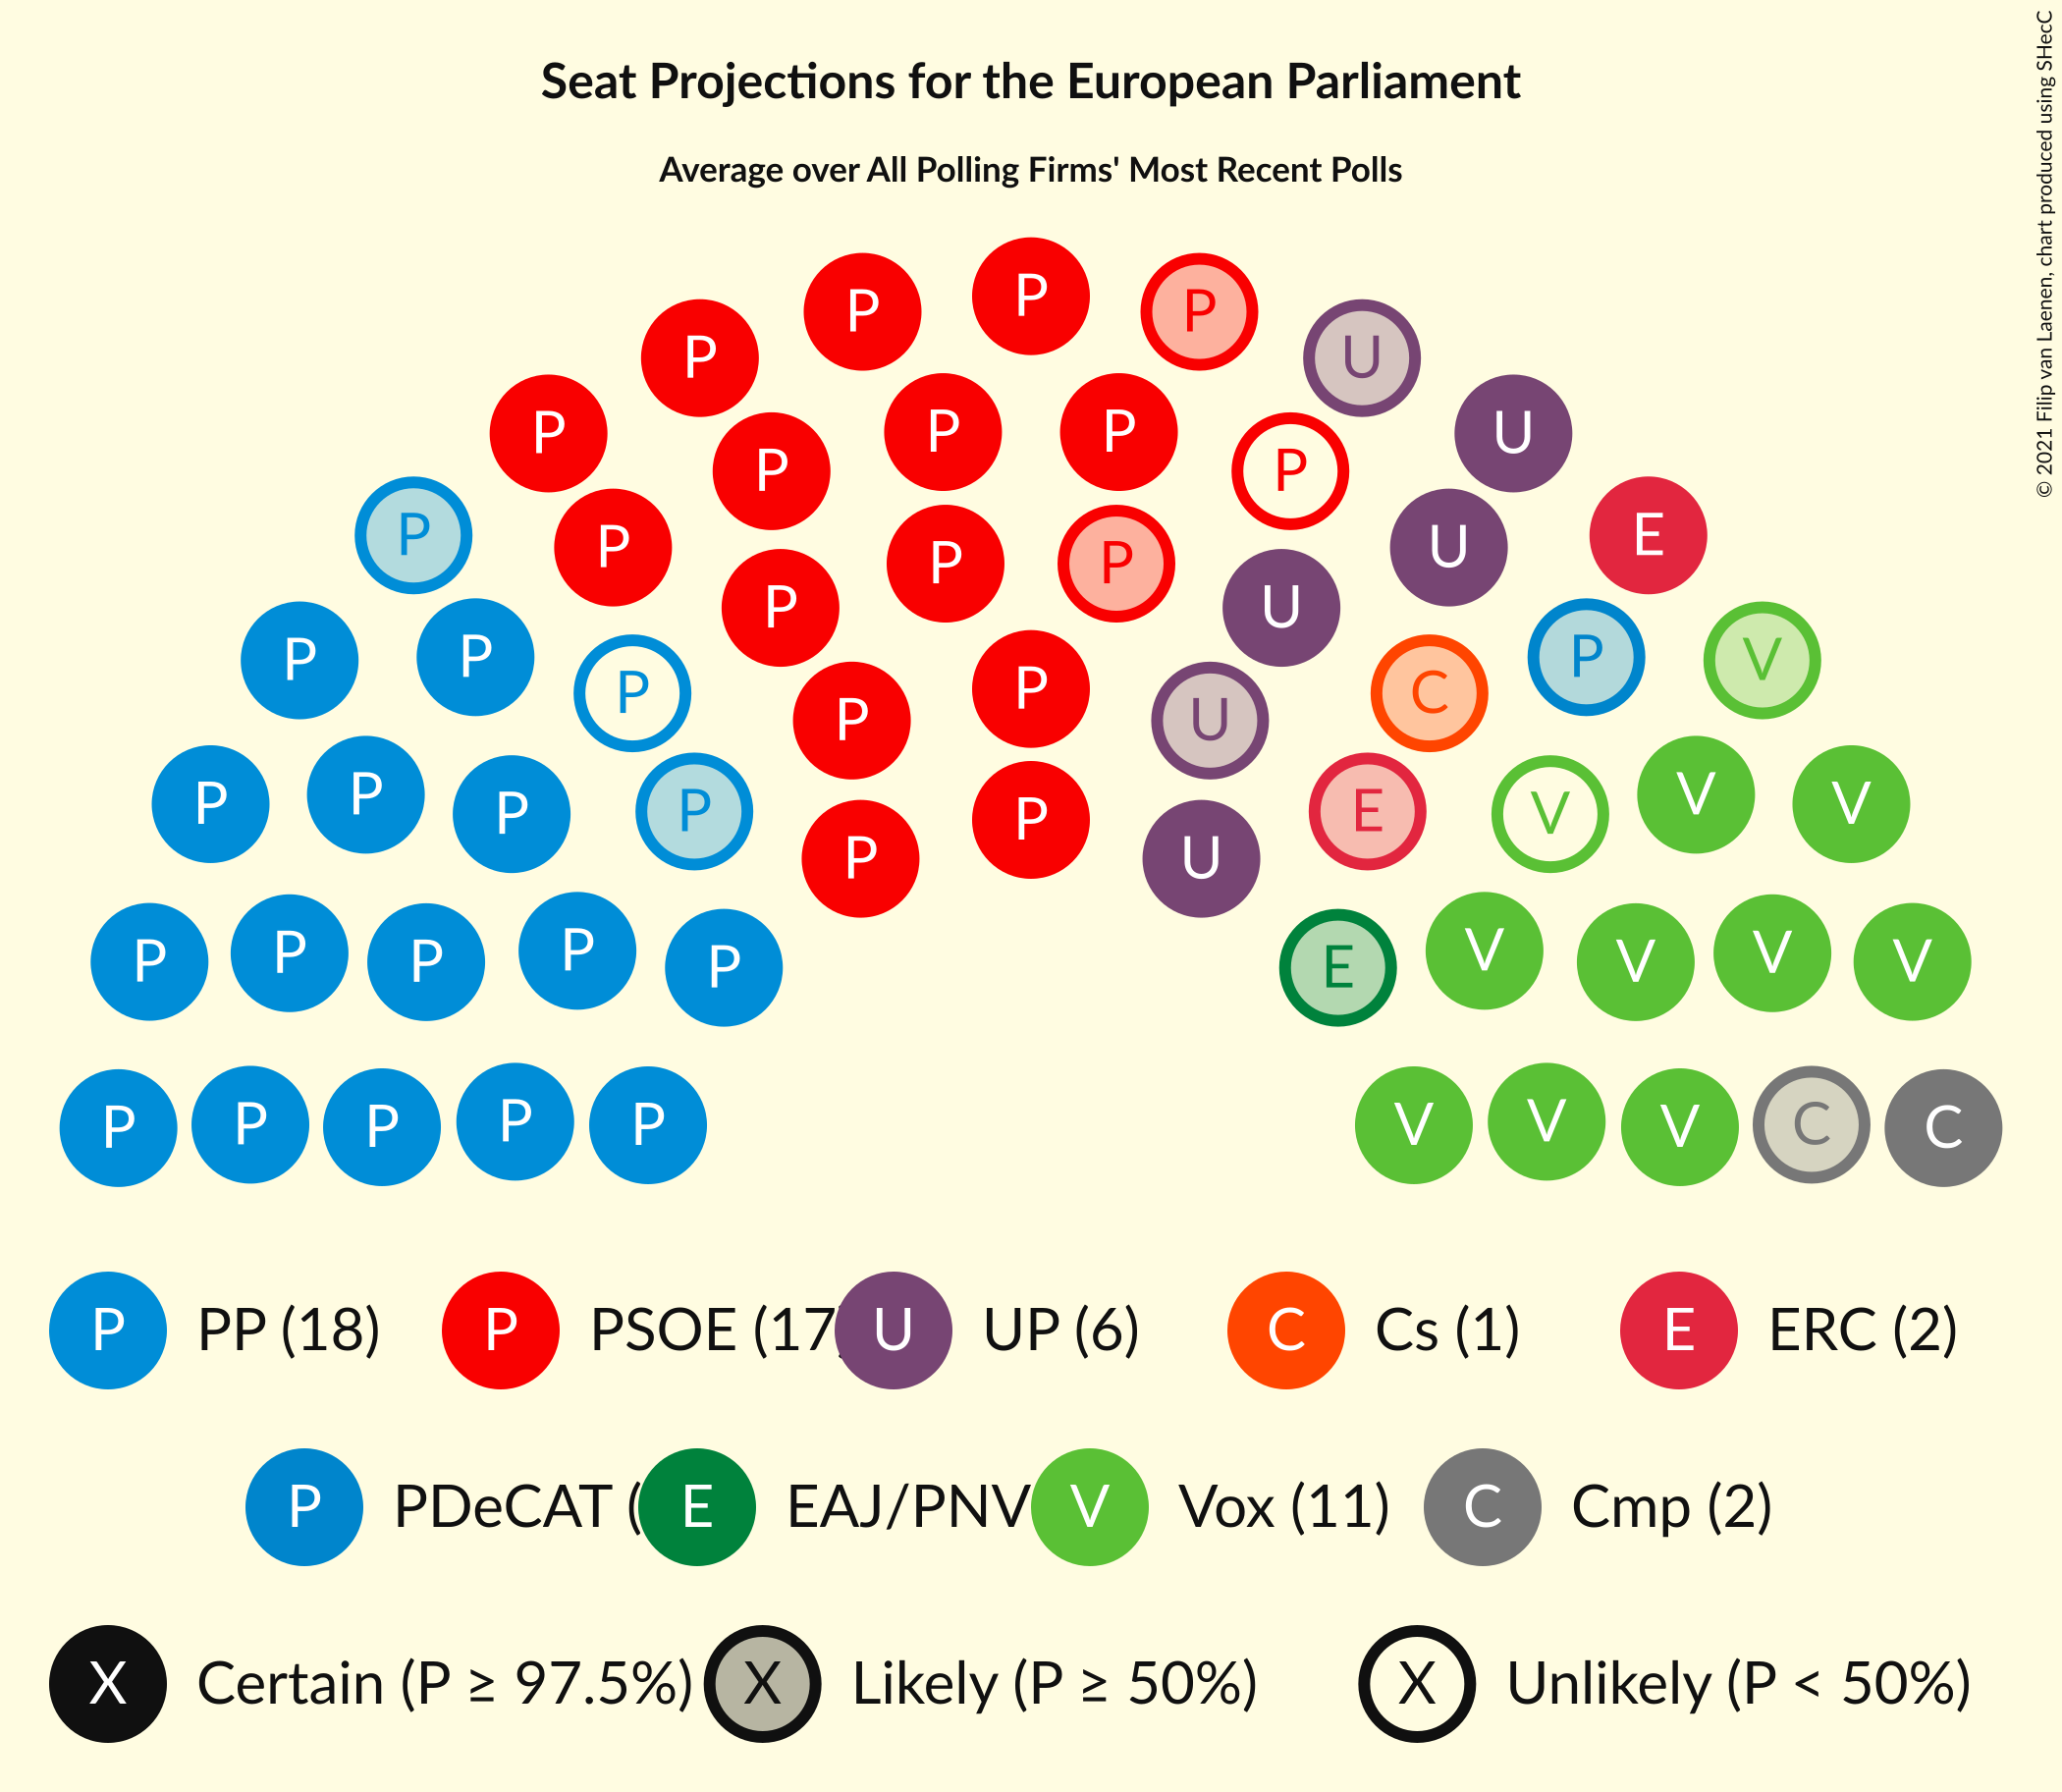 Seat Projections for the European Parliament
Average over All Polling Firms' Most Recent Polls
© 2021 Filip van Laenen, chart produced using SHecC
P
P P
P U
P P P U
P P
P E
P U
P P
P U
P P P V
P P C
P U
P P P P P E V V V
P U
P P P P P E V V V V
P P P P P V V V C C
P PP (18) P PSOE (17 U UP (6) C Cs (1) E ERC (2)
P PDeCAT ( E EAJ/PNV V Vox (11) C Cmp (2)
X Certain (P ≥ 97.5%) X Likely (P ≥ 50%) X Unlikely (P < 50%)